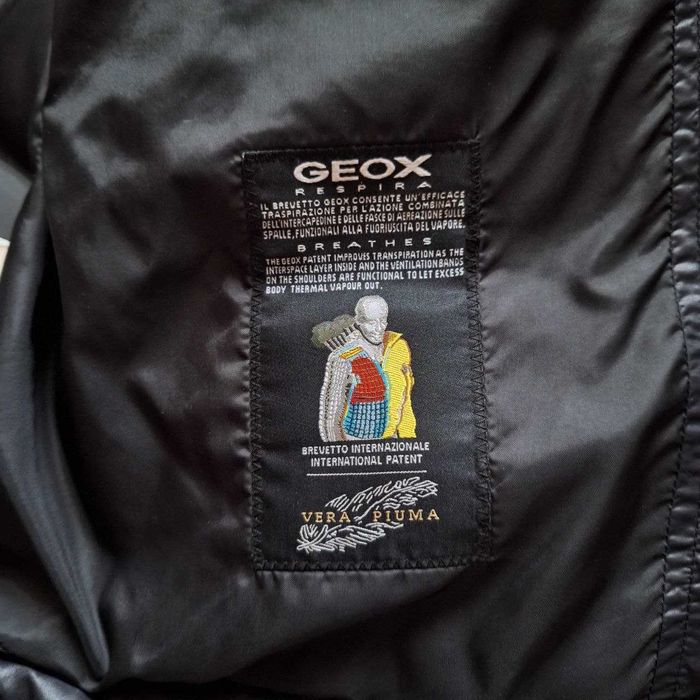 GEOX
RESPIRA
IL BREVETTO GEOX CONSENTE UN'EFFICACE
TRASPIRAZIONE PER L'AZIONE COMBINATA
DELL'INTERCAPEDINE E DELLE FASCE DI AEREAZIONE SULLE
SPALLE, FUNZIONALI ALLA FUORIUSCITA DEL VAPORE.
BREATHES
THE GEOX PATENT IMPROVES TRANSPIRATION AS THE
INTERSPACE LAYER INSIDE AND THE VENTILATION BANDS
ON THE SHOULDERS ARE FUNCTIONAL TO LET EXCESS
BODY THERMAL VAPOUR OUT.
BREVETTO INTERNAZIONALE
INTERNATIONAL PATENT
VERA PIUMA